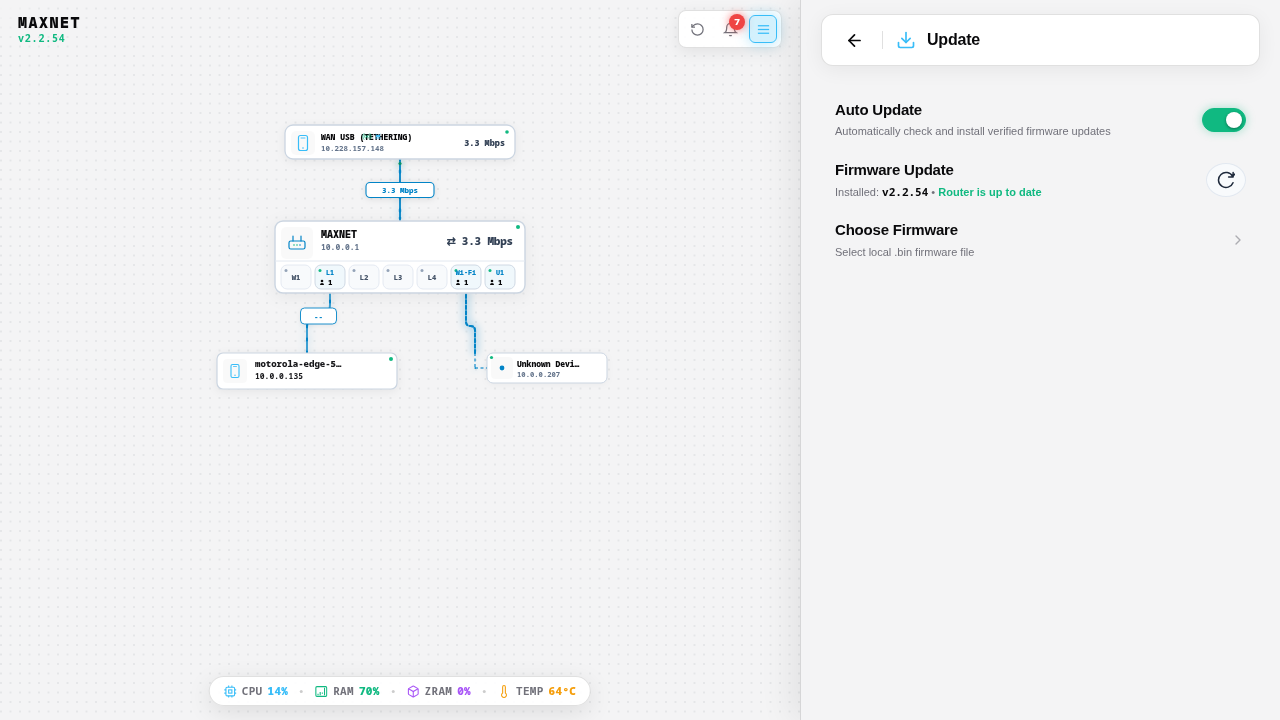 MAXNET
v2.2.54
7
WAN USB (TETHERING)
10.228.157.148
3.3 Mbps
3.3 Mbps
MAXNET
10.0.0.1
⇄ 3.3 Mbps
W1
L1
1
L2
L3
L4
Wi-Fi
1
U1
1
--
motorola-edge-5…
10.0.0.135
Unknown Devi…
10.0.0.207
CPU 14% • RAM 70% • ZRAM 0% • TEMP 64°C
Update
Auto Update
Automatically check and install verified firmware updates
Firmware Update
Installed: v2.2.54 • Router is up to date
Choose Firmware
Select local .bin firmware file